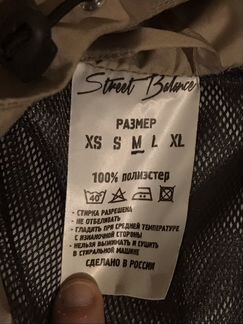 Street Balance
РАЗМЕР
XS S M L XL
100% полиэстер
40°
- СТИРКА РАЗРЕШЕНА
- НЕ ОТБЕЛИВАТЬ
- ГЛАДИТЬ ПРИ СРЕДНЕЙ ТЕМПЕРАТУРЕ
С ИЗНАНОЧНОЙ СТОРОНЫ
- НЕЛЬЗЯ ВЫЖИМАТЬ И СУШИТЬ
В СТИРАЛЬНОЙ МАШИНЕ
СДЕЛАНО В РОССИИ